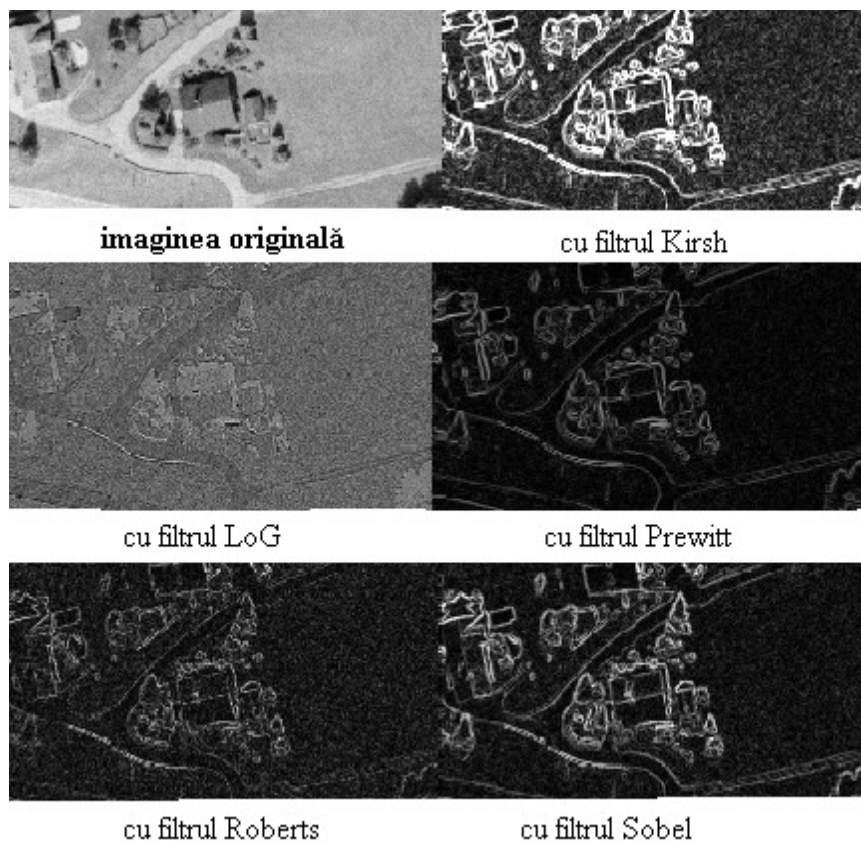 imaginea originală
cu filtrul Kirsh
cu filtrul LoG
cu filtrul Prewitt
cu filtrul Roberts
cu filtrul Sobel